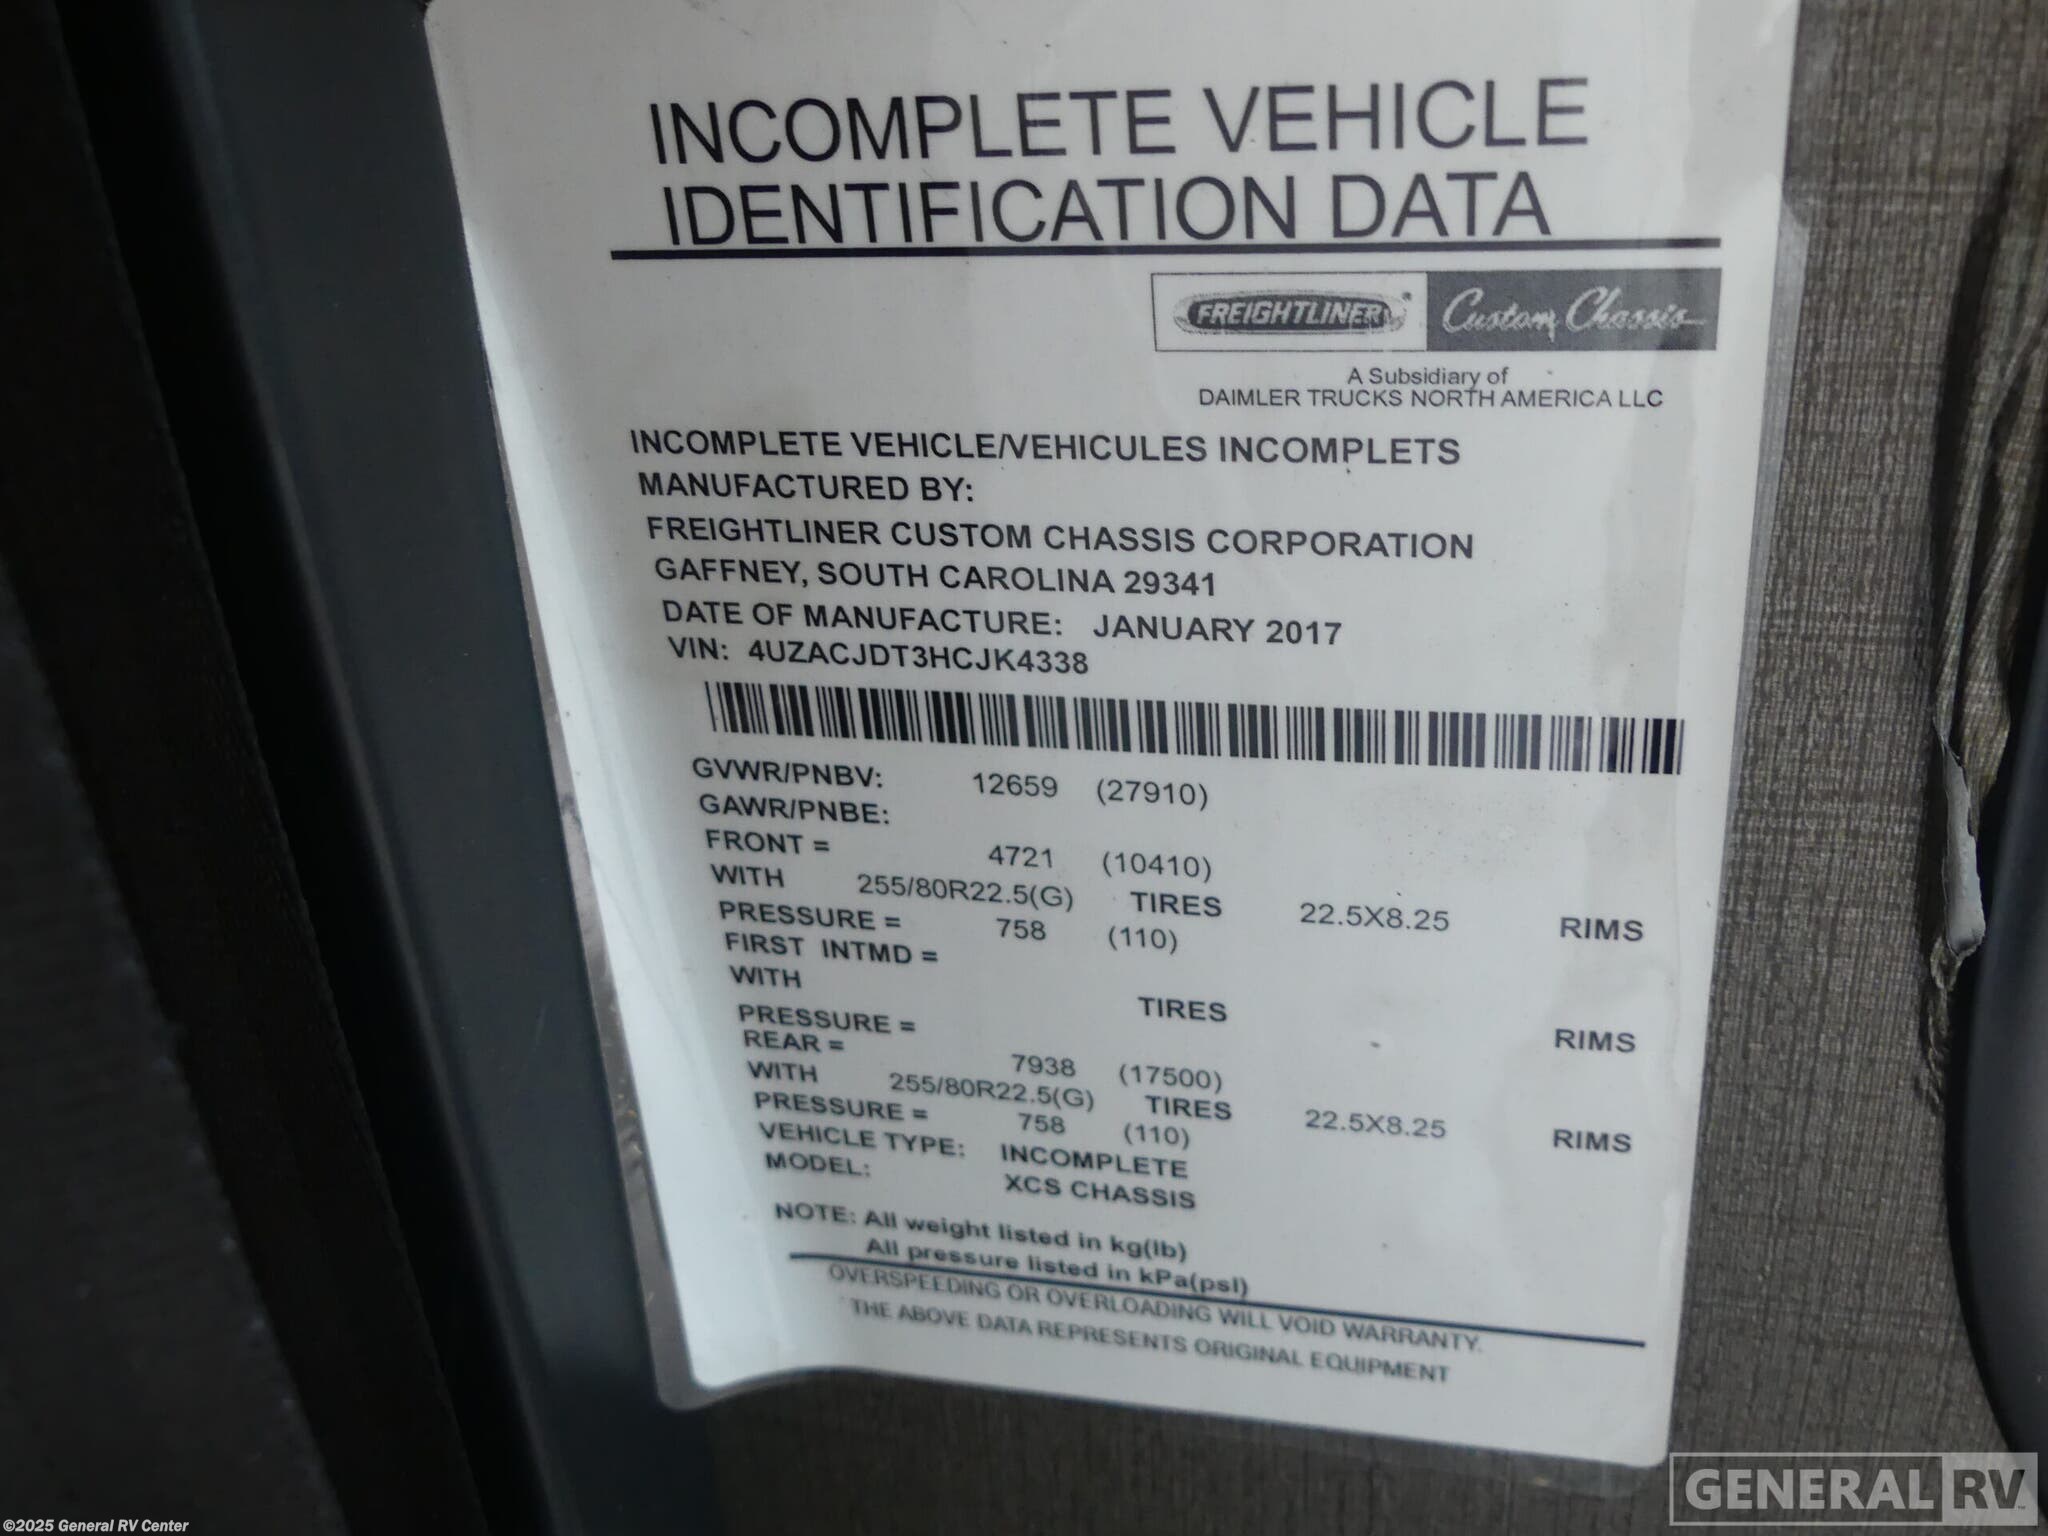 INCOMPLETE VEHICLE
IDENTIFICATION DATA
FREIGHTLINER Custom Chassis
A Subsidiary of
DAIMLER TRUCKS NORTH AMERICA LLC
INCOMPLETE VEHICLE/VEHICULES INCOMPLETS
MANUFACTURED BY:
FREIGHTLINER CUSTOM CHASSIS CORPORATION
GAFFNEY, SOUTH CAROLINA 29341
DATE OF MANUFACTURE: JANUARY 2017
VIN: 4UZACJDT3HCJK4338
GVWR/PNBV: 12659 (27910)
GAWR/PNBE:
FRONT = 4721 (10410)
WITH 255/80R22.5(G) TIRES 22.5X8.25 RIMS
PRESSURE = 758 (110)
FIRST INTMD =
WITH TIRES RIMS
PRESSURE =
REAR = 7938 (17500)
WITH 255/80R22.5(G) TIRES 22.5X8.25 RIMS
PRESSURE = 758 (110)
VEHICLE TYPE: INCOMPLETE
MODEL: XCS CHASSIS
NOTE: All weight listed in kg(lb)
All pressure listed in kPa(psl)
OVERSPEEDING OR OVERLOADING WILL VOID WARRANTY.
THE ABOVE DATA REPRESENTS ORIGINAL EQUIPMENT
GENERAL RV
©2025 General RV Center